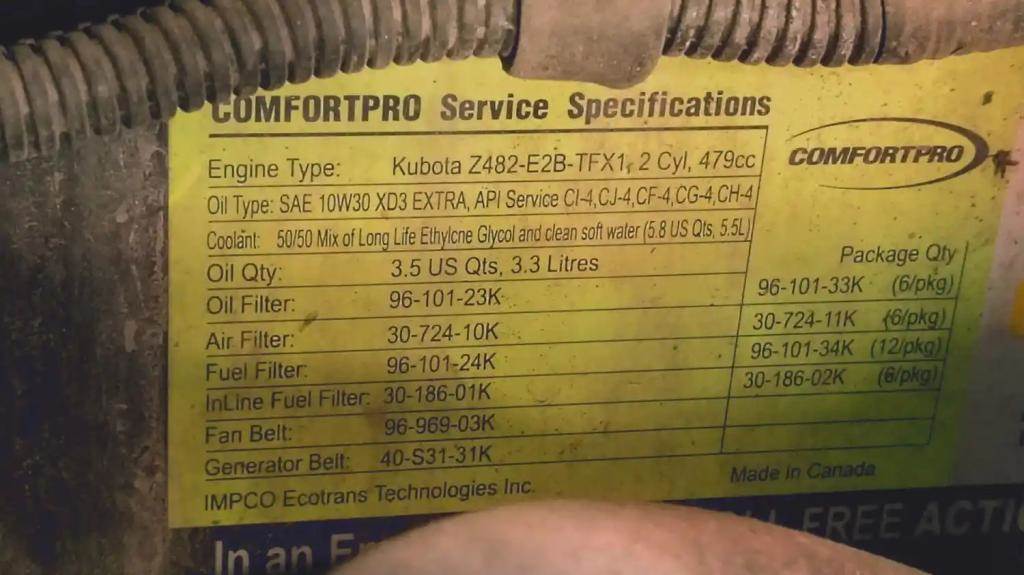 COMFORTPRO Service Specifications
COMFORTPRO
Engine Type: Kubota Z482-E2B-TFX1, 2 Cyl, 479cc
Oil Type: SAE 10W30 XD3 EXTRA, API Service CI-4,CJ-4,CF-4,CG-4,CH-4
Coolant: 50/50 Mix of Long Life Ethylene Glycol and clean soft water (5.8 US Qts, 5.5L)
Oil Qty: 3.5 US Qts, 3.3 Litres
Package Qty
Oil Filter: 96-101-23K 96-101-33K (6/pkg)
Air Filter: 30-724-10K 30-724-11K (6/pkg)
Fuel Filter: 96-101-24K 96-101-34K (12/pkg)
InLine Fuel Filter: 30-186-01K 30-186-02K (6/pkg)
Fan Belt: 96-969-03K
Generator Belt: 40-S31-31K
IMPCO Ecotrans Technologies Inc. Made In Canada
In an FREE